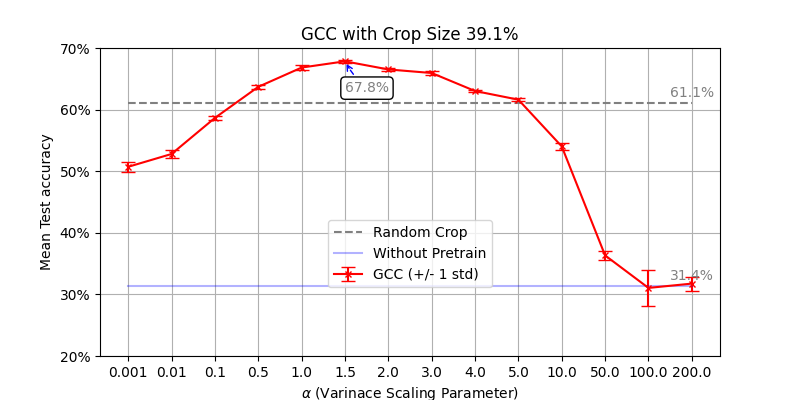 GCC with Crop Size 39.1%
70%
60%
50%
40%
30%
20%
Mean Test accuracy
67.8%
61.1%
31.4%
Random Crop
Without Pretrain
GCC (+/- 1 std)
0.001 0.01 0.1 0.5 1.0 1.5 2.0 3.0 4.0 5.0 10.0 50.0 100.0 200.0
α (Varinace Scaling Parameter)